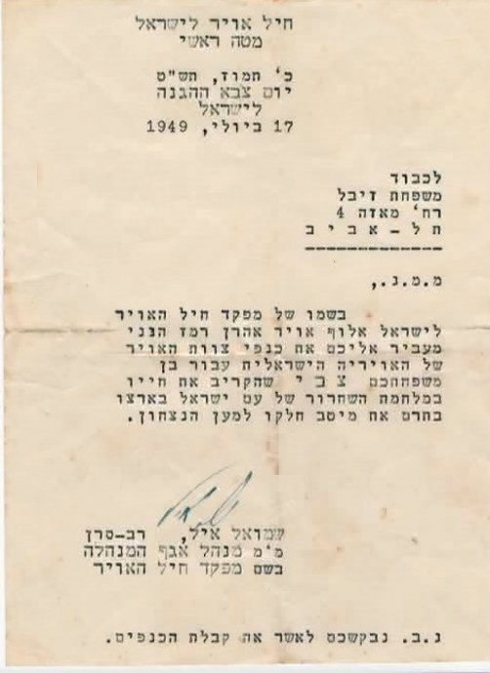 חיל אויר לישראל
מטה ראשי
כ' תמוז, תש"ט
יום צבא ההגנה
לישראל
17 ביולי, 1949
לכבוד
משפחת זיבל
רח' מאזה 4
תל - אביב
מ.מ.נ.,
בשמו של מפקד חיל האויר
לישראל אלוף אויר אהרן רמז הנני
מעביר אליכם את כנפי צוות האויר
של האויריה הישראלית עבור בן
משפחתכם צבי שהקריב את חייו
במלחמת השחרור של עם ישראל בארצו
בתרם את מיטב חלקו למען הנצחון.
שמואל איל, רב-סרן
מ"מ מנהל אגף המנהלה
בשם מפקד חיל האויר
נ.ב. נבקשכם לאשר את קבלת הכנפים.